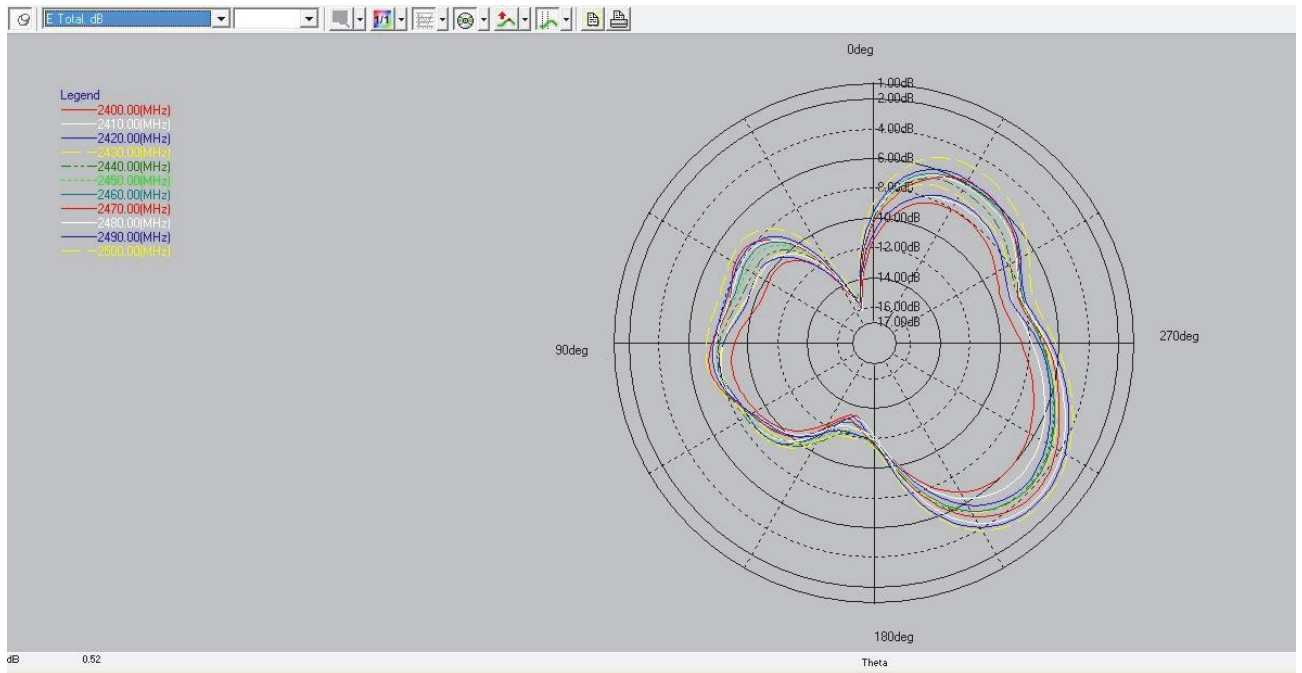 E Total. dB
1/1
0deg
Legend
2400.00(MHz)
2410.00(MHz)
2420.00(MHz)
2430.00(MHz)
2440.00(MHz)
2450.00(MHz)
2460.00(MHz)
2470.00(MHz)
2480.00(MHz)
2490.00(MHz)
2500.00(MHz)
-1.00dB
-2.00dB
-4.00dB
-6.00dB
-8.00dB
-10.00dB
-12.00dB
-14.00dB
-16.00dB
-17.00dB
90deg
270deg
180deg
dB 0.52 Theta